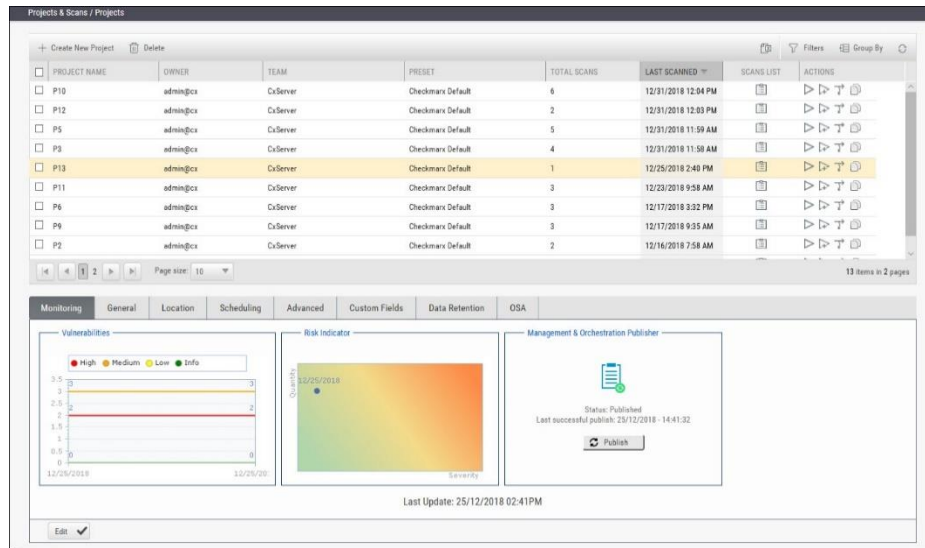 Projects & Scans / Projects
Create New Project Delete Filters Group By
PROJECT NAME OWNER TEAM PRESET TOTAL SCANS LAST SCANNED SCANS LIST ACTIONS
P10 admin@cx CxServer Checkmarx Default 6 12/31/2018 12:04 PM
P12 admin@cx CxServer Checkmarx Default 2 12/31/2018 12:03 PM
P5 admin@cx CxServer Checkmarx Default 5 12/31/2018 11:59 AM
P3 admin@cx CxServer Checkmarx Default 4 12/31/2018 11:58 AM
P13 admin@cx CxServer Checkmarx Default 1 12/25/2018 2:40 PM
P11 admin@cx CxServer Checkmarx Default 3 12/23/2018 9:58 AM
P6 admin@cx CxServer Checkmarx Default 3 12/17/2018 3:32 PM
P9 admin@cx CxServer Checkmarx Default 3 12/17/2018 9:35 AM
P2 admin@cx CxServer Checkmarx Default 2 12/16/2018 7:58 AM
1 2 Page size: 10 13 items in 2 pages
Monitoring General Location Scheduling Advanced Custom Fields Data Retention OSA
Vulnerabilities
High Medium Low Info
3.5
3 3 3
2.5
2 2 2
1.5
1
0.5
0 0 0
12/25/2018 12/25/20
Risk Indicator
Quantity
12/25/2018
Severity
Management & Orchestration Publisher
Status: Published
Last successful publish: 25/12/2018 - 14:41:32
Publish
Last Update: 25/12/2018 02:41PM
Edit